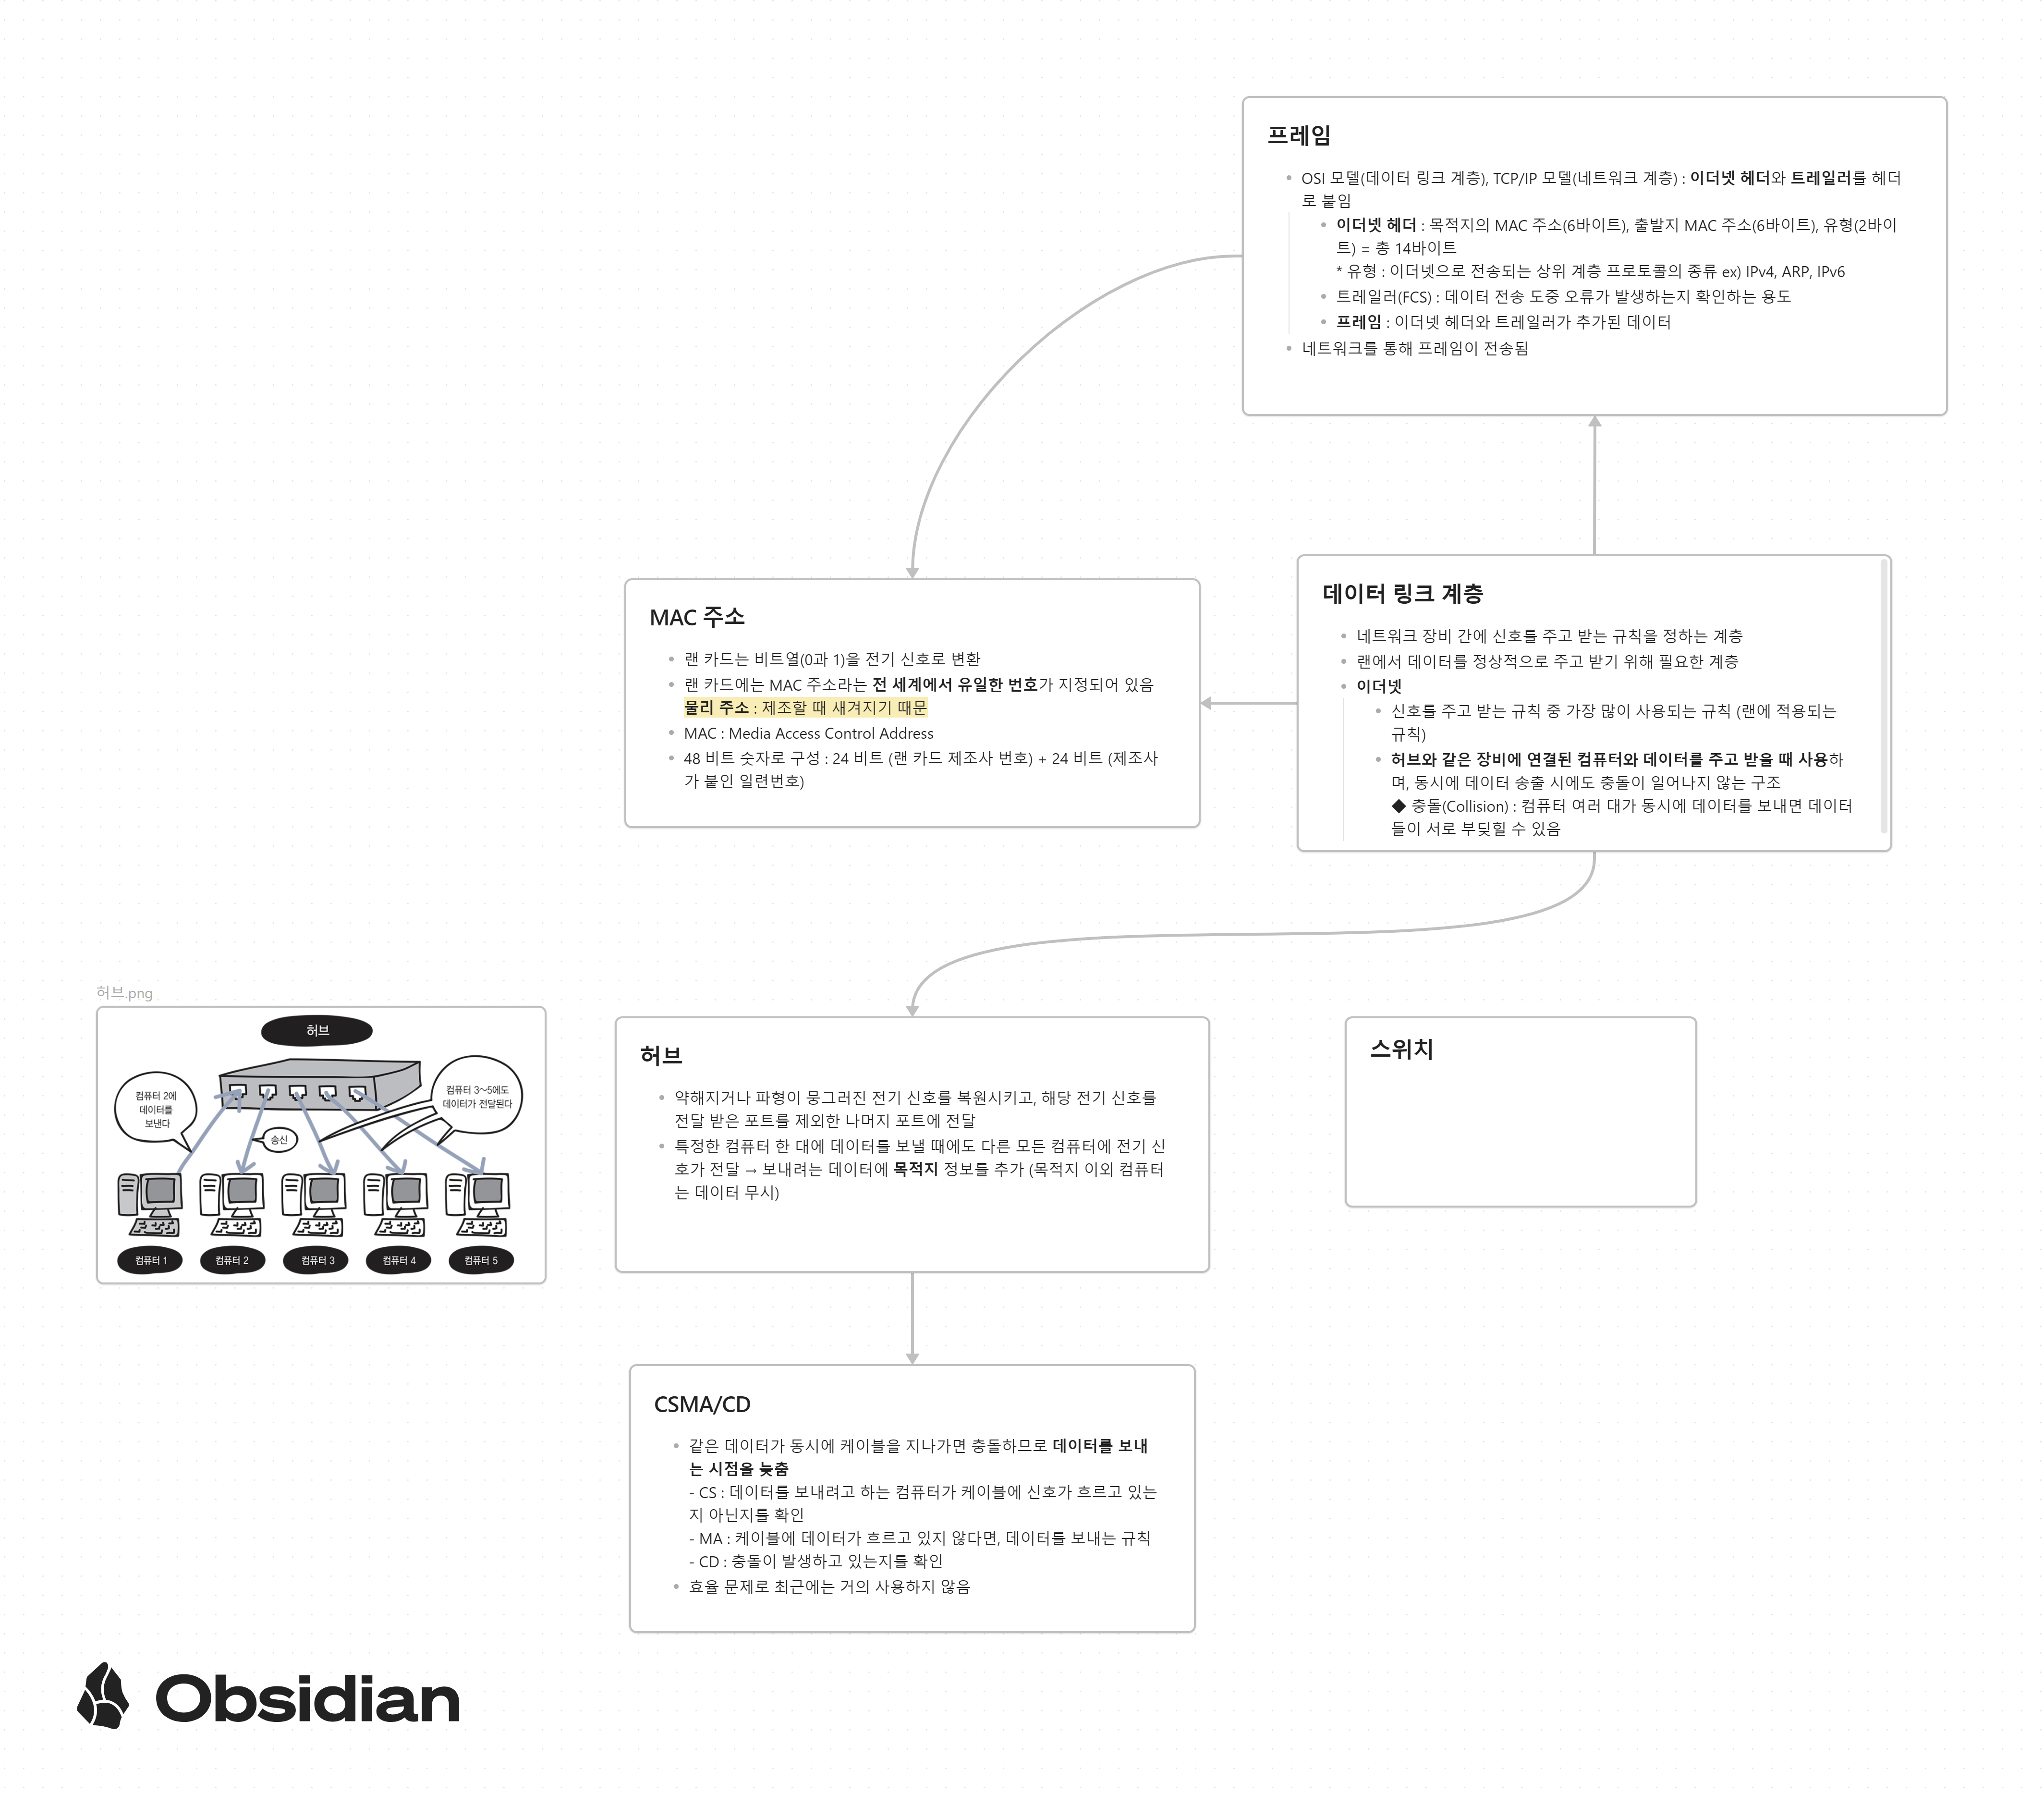 프레임
OSI 모델(데이터 링크 계층), TCP/IP 모델(네트워크 계층) : 이더넷 헤더와 트레일러를 헤더
로 붙임
이더넷 헤더 : 목적지의 MAC 주소(6바이트), 출발지 MAC 주소(6바이트), 유형(2바이
트) = 총 14바이트
* 유형 : 이더넷으로 전송되는 상위 계층 프로토콜의 종류 ex) IPv4, ARP, IPv6
트레일러(FCS) : 데이터 전송 도중 오류가 발생하는지 확인하는 용도
프레임 : 이더넷 헤더와 트레일러가 추가된 데이터
네트워크를 통해 프레임이 전송됨
MAC 주소
랜 카드는 비트열(0과 1)을 전기 신호로 변환
랜 카드에는 MAC 주소라는 전 세계에서 유일한 번호가 지정되어 있음
물리 주소 : 제조할 때 새겨지기 때문
MAC : Media Access Control Address
48 비트 숫자로 구성 : 24 비트 (랜 카드 제조사 번호) + 24 비트 (제조사
가 붙인 일련번호)
데이터 링크 계층
네트워크 장비 간에 신호를 주고 받는 규칙을 정하는 계층
랜에서 데이터를 정상적으로 주고 받기 위해 필요한 계층
이더넷
신호를 주고 받는 규칙 중 가장 많이 사용되는 규칙 (랜에 적용되는
규칙)
허브와 같은 장비에 연결된 컴퓨터와 데이터를 주고 받을 때 사용하
며, 동시에 데이터 송출 시에도 충돌이 일어나지 않는 구조
◆ 충돌(Collision) : 컴퓨터 여러 대가 동시에 데이터를 보내면 데이터
들이 서로 부딪힐 수 있음
허브.png
허브
컴퓨터 2에
데이터를
보낸다
송신
컴퓨터 3~5에도
데이터가 전달된다
컴퓨터 1
컴퓨터 2
컴퓨터 3
컴퓨터 4
컴퓨터 5
허브
약해지거나 파형이 뭉그러진 전기 신호를 복원시키고, 해당 전기 신호를
전달 받은 포트를 제외한 나머지 포트에 전달
특정한 컴퓨터 한 대에 데이터를 보낼 때에도 다른 모든 컴퓨터에 전기 신
호가 전달 → 보내려는 데이터에 목적지 정보를 추가 (목적지 이외 컴퓨터
는 데이터 무시)
스위치
CSMA/CD
같은 데이터가 동시에 케이블을 지나가면 충돌하므로 데이터를 보내
는 시점을 늦춤
- CS : 데이터를 보내려고 하는 컴퓨터가 케이블에 신호가 흐르고 있는
지 아닌지를 확인
- MA : 케이블에 데이터가 흐르고 있지 않다면, 데이터를 보내는 규칙
- CD : 충돌이 발생하고 있는지를 확인
효율 문제로 최근에는 거의 사용하지 않음
Obsidian